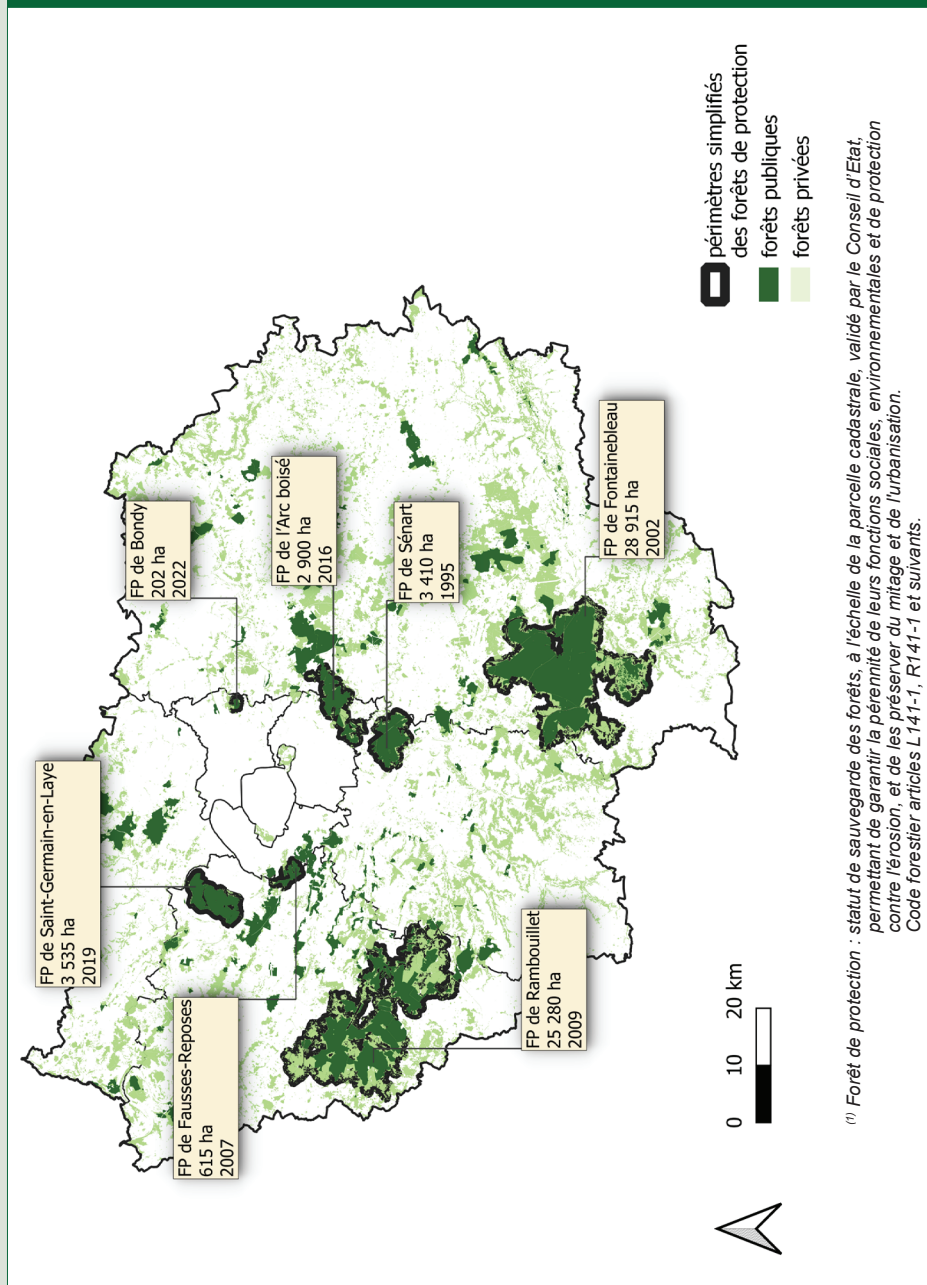 FP de Saint-Germain-en-Laye
3 535 ha
2019
FP de Bondy
202 ha
2022
FP de Fausses-Reposes
615 ha
2007
FP de l'Arc boisé
2 900 ha
2016
FP de Sénart
3 410 ha
1995
FP de Rambouillet
25 280 ha
2009
FP de Fontainebleau
28 915 ha
2002
0 10 20 km
périmètres simplifiés
des forêts de protection
forêts publiques
forêts privées
(1) Forêt de protection : statut de sauvegarde des forêts, à l'échelle de la parcelle cadastrale, validé par le Conseil d'Etat,
permettant de garantir la pérennité de leurs fonctions sociales, environnementales et de protection
contre l'érosion, et de les préserver du mitage et de l'urbanisation.
Code forestier articles L141-1, R141-1 et suivants.